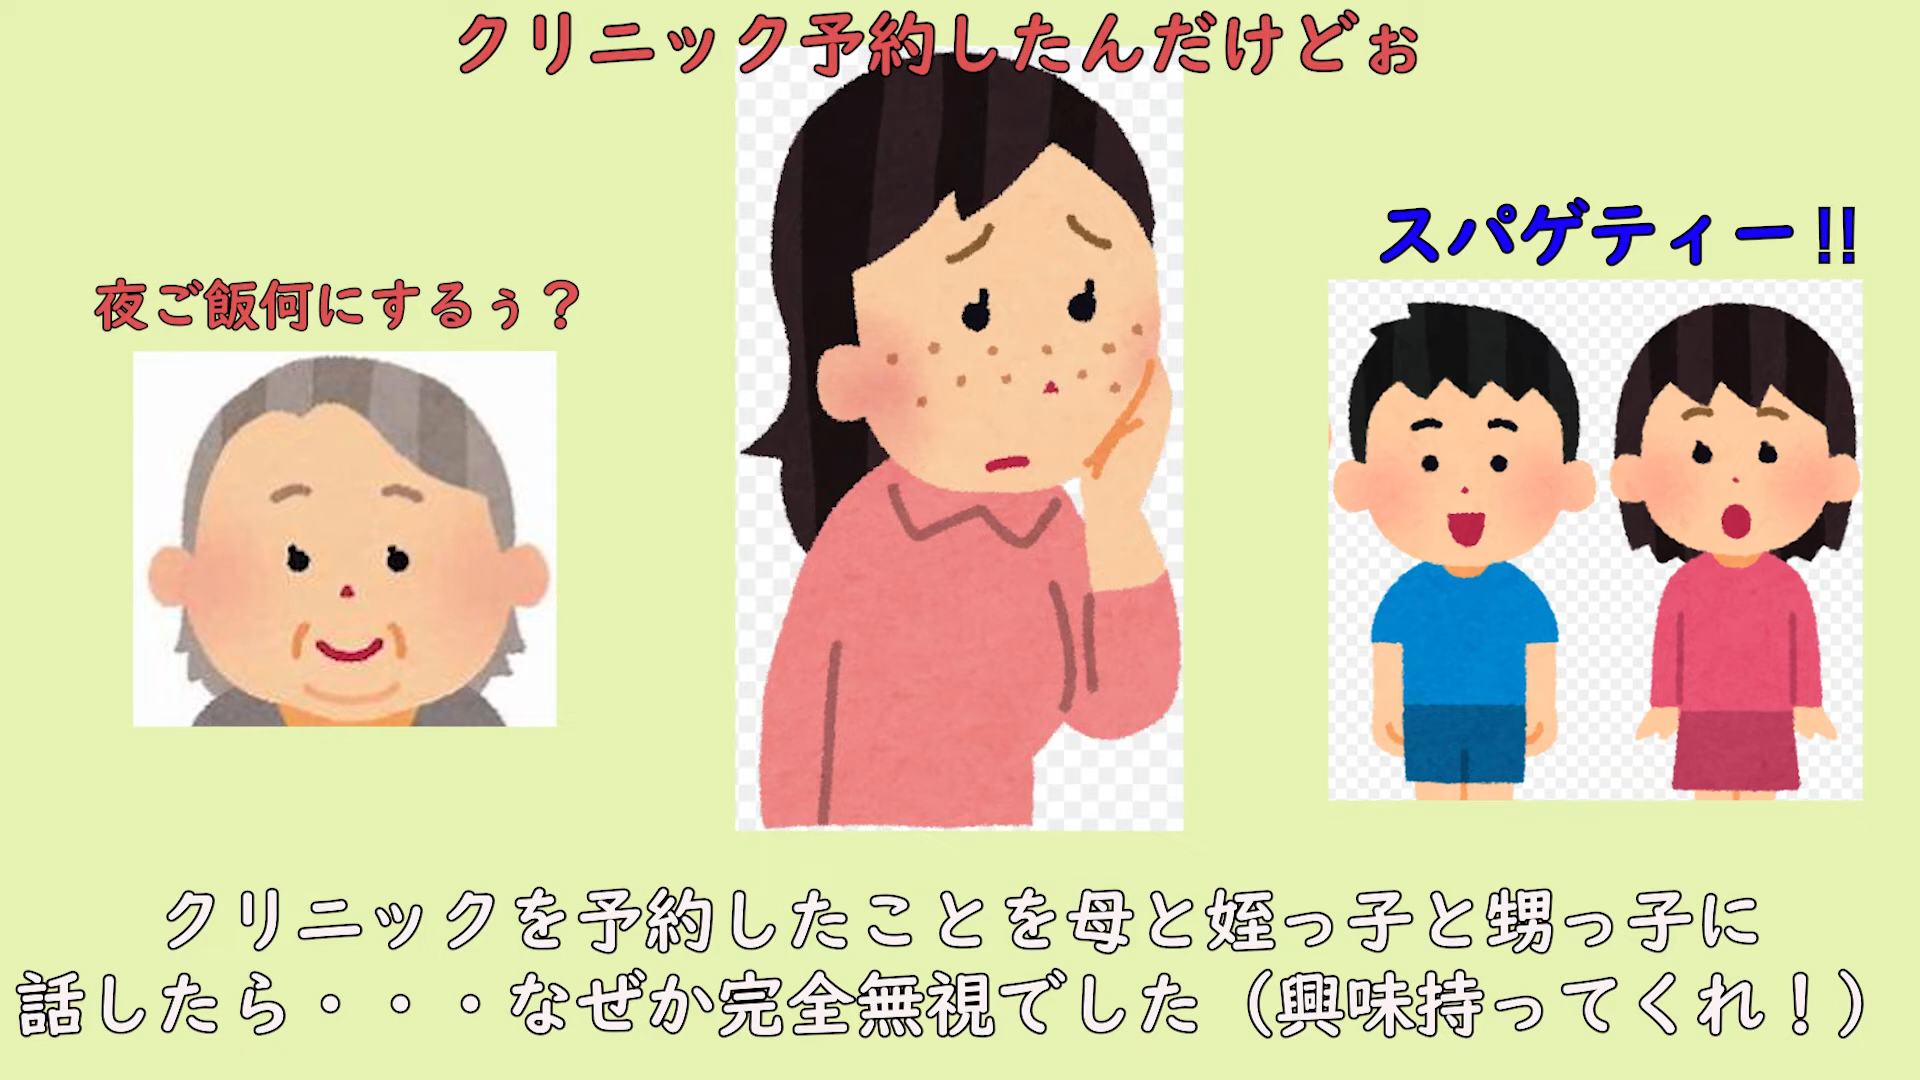 クリニック予約したんだけどぉ
スパゲティー!!
夜ご飯何にするぅ？
クリニックを予約したことを母と姪っ子と甥っ子に
話したら・・・なぜか完全無視でした（興味持ってくれ！）